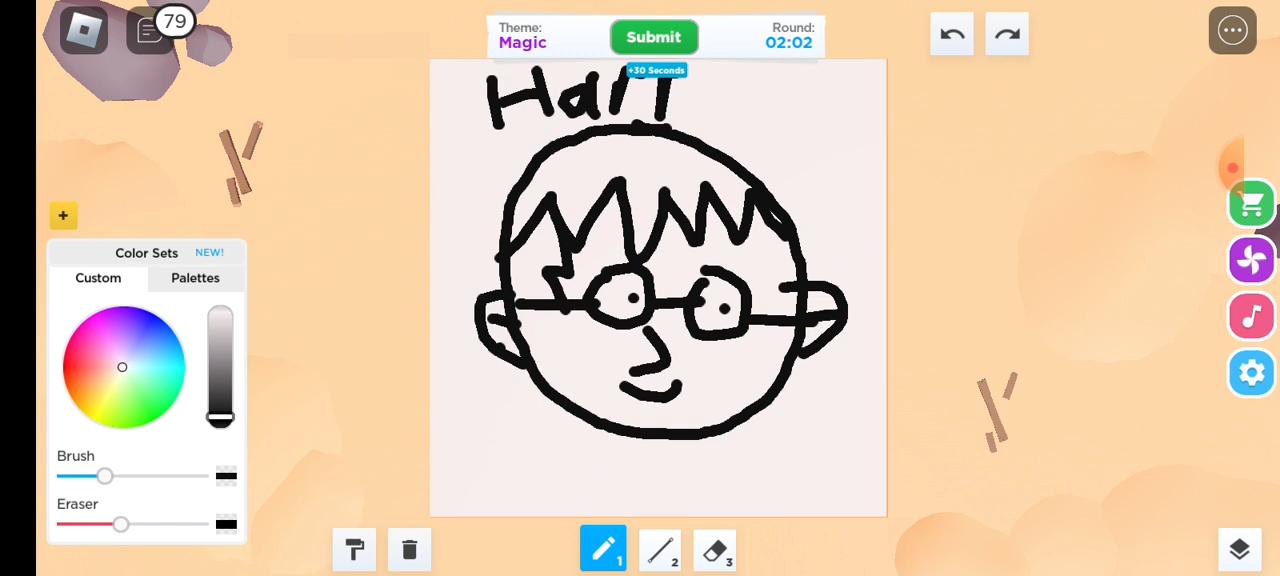 79
Theme:
Magic
Submit
Round:
02:02
+30 Seconds
+
Color Sets NEW!
Custom Palettes
Brush
Eraser
1
2
3